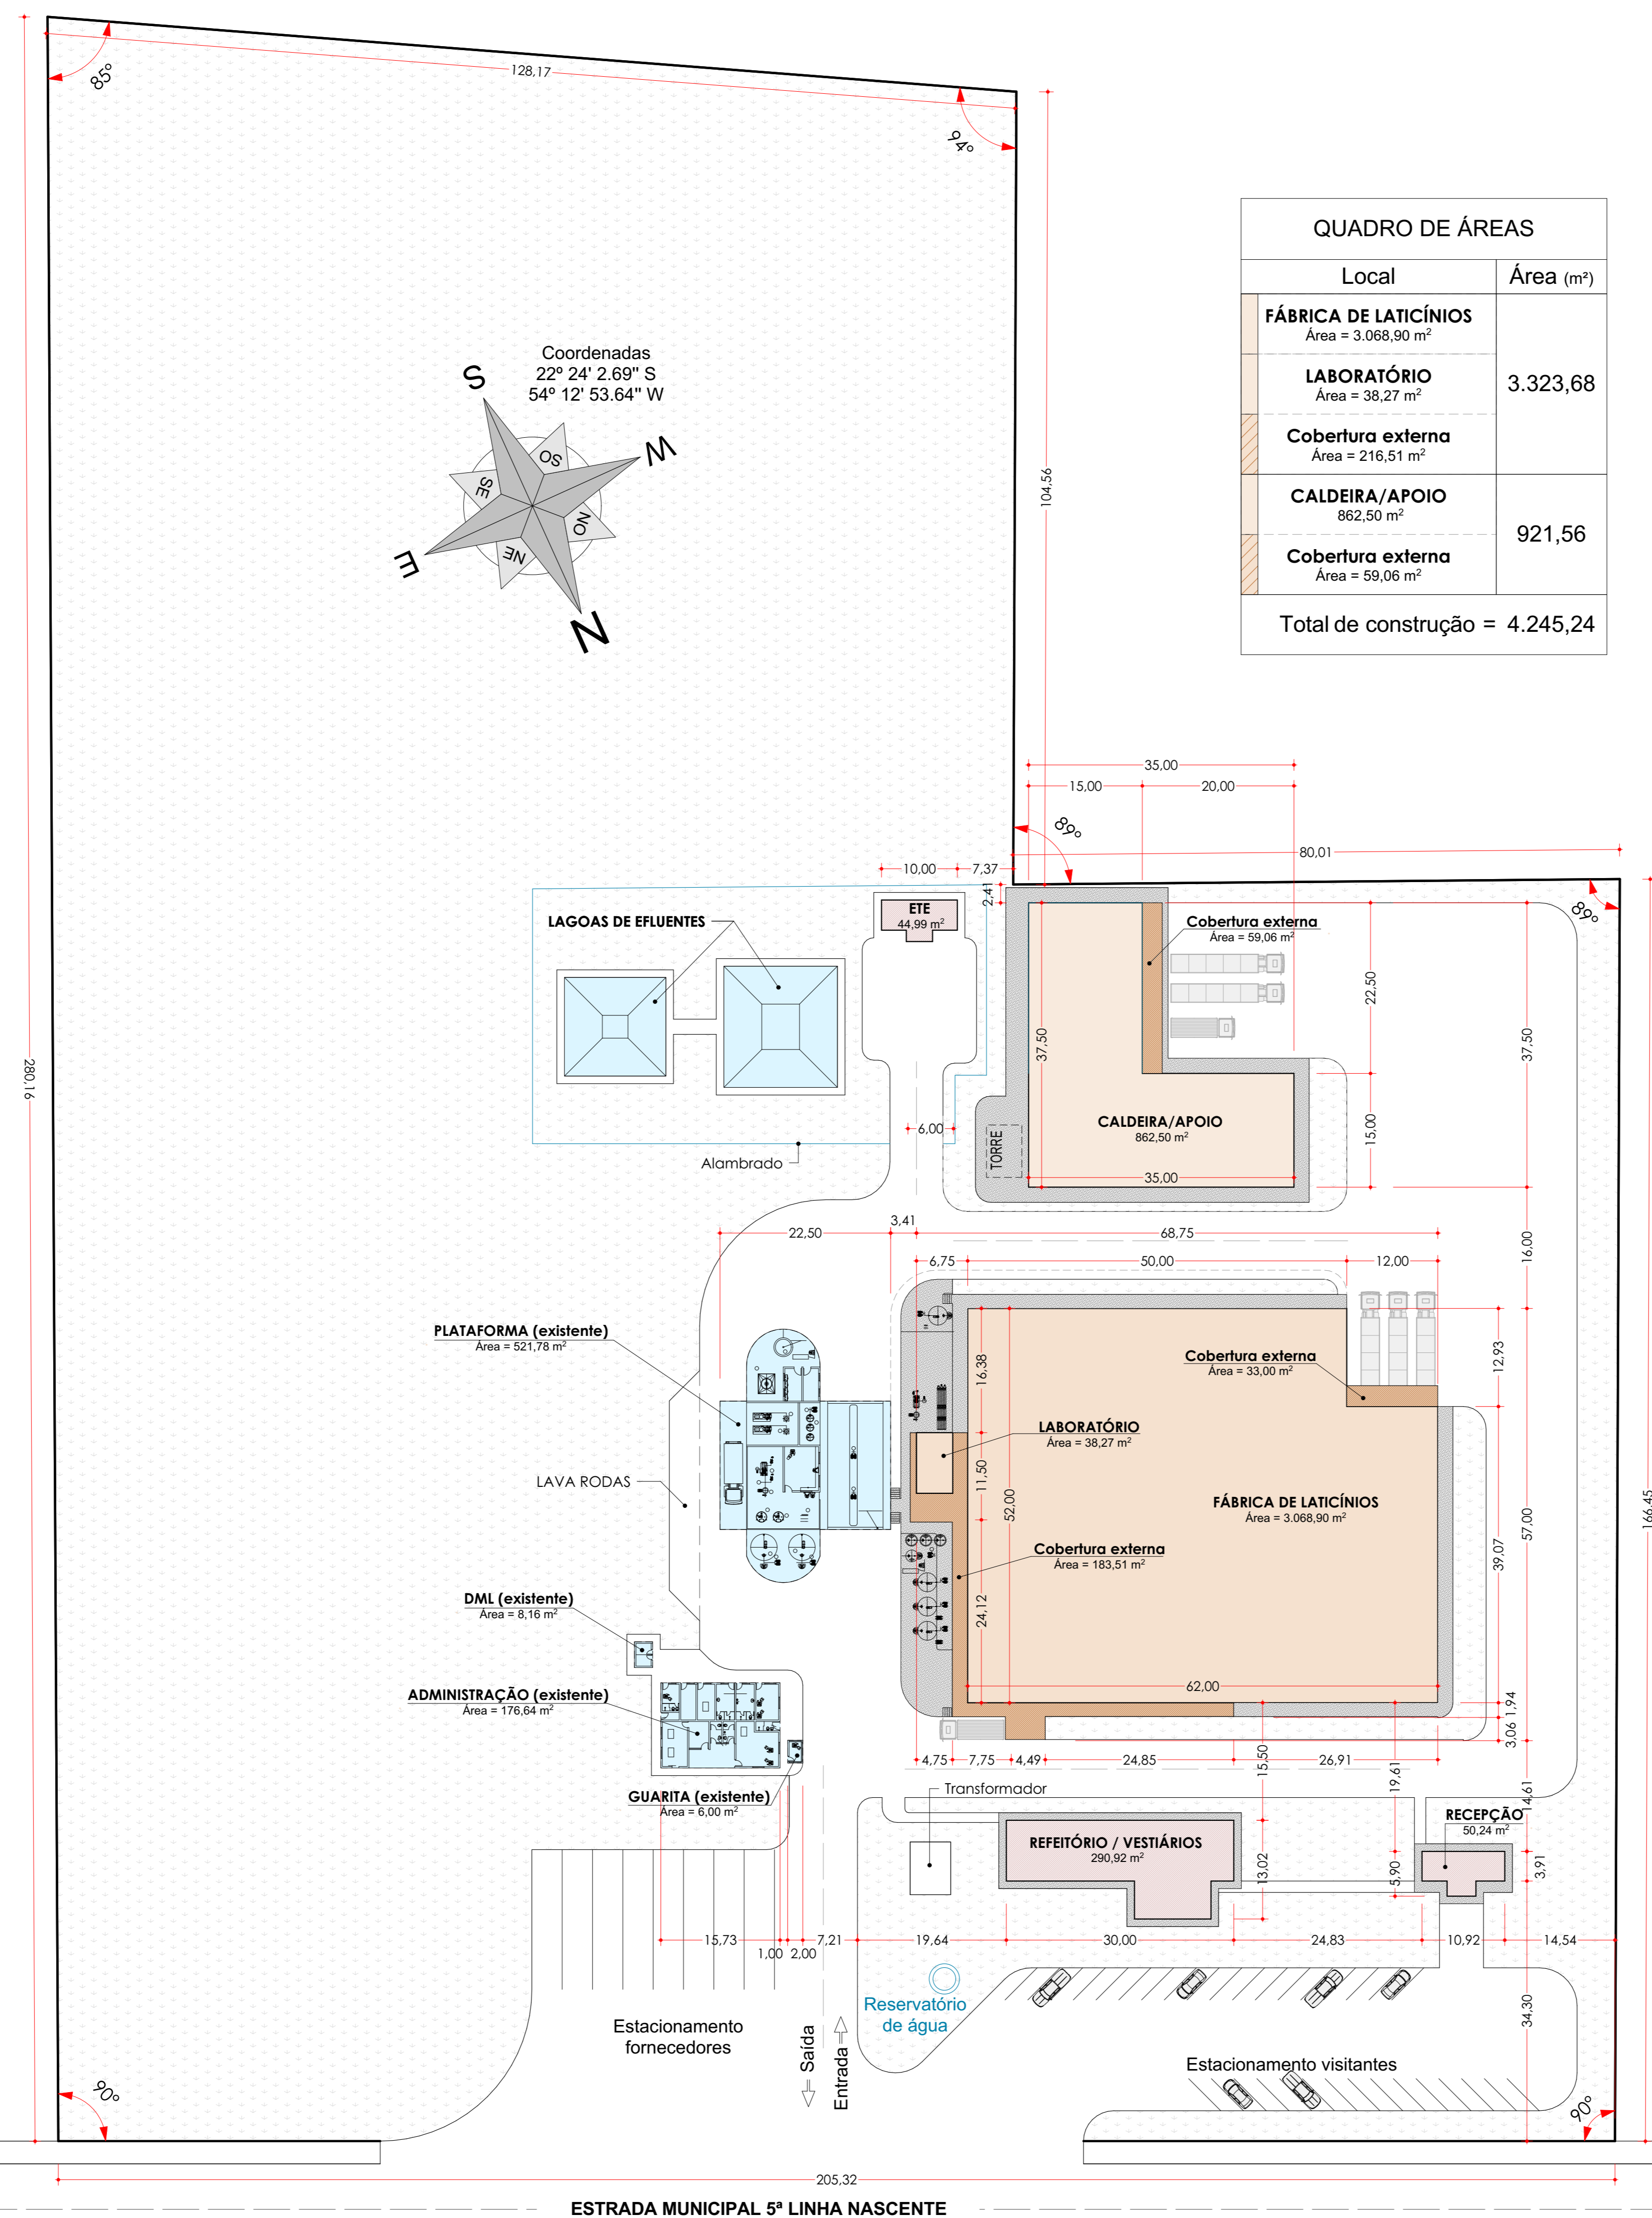 128,17
85°
94°
QUADRO DE ÁREAS
Local
Área (m²)
FÁBRICA DE LATICÍNIOS
Área = 3.068,90 m²
LABORATÓRIO
Área = 38,27 m²
3.323,68
Cobertura externa
Área = 216,51 m²
CALDEIRA/APOIO
862,50 m²
921,56
Cobertura externa
Área = 59,06 m²
Total de construção = 4.245,24
Coordenadas
22º 24' 2.69" S
54º 12' 53.64" W
S
SO
W
SE
NO
E
NE
N
104,56
35,00
15,00
20,00
89°
80,01
10,00
7,37
2,41
89°
LAGOAS DE EFLUENTES
ETE
44,99 m²
Cobertura externa
Área = 59,06 m²
22,50
37,50
37,50
280,16
CALDEIRA/APOIO
862,50 m²
15,00
6,00
TORRE
Alambrado
35,00
22,50
3,41
68,75
16,00
6,75
50,00
12,00
PLATAFORMA (existente)
Área = 521,78 m²
16,38
Cobertura externa
Área = 33,00 m²
12,93
LABORATÓRIO
Área = 38,27 m²
LAVA RODAS
11,50
52,00
FÁBRICA DE LATICÍNIOS
Área = 3.068,90 m²
57,00
166,45
39,07
Cobertura externa
Área = 183,51 m²
DML (existente)
Área = 8,16 m²
24,12
ADMINISTRAÇÃO (existente)
Área = 176,64 m²
62,00
1,94
3,06
4,75
7,75
4,49
24,85
26,91
15,50
19,61
14,61
GUARITA (existente)
Área = 6,00 m²
Transformador
RECEPÇÃO
50,24 m²
REFEITÓRIO / VESTIÁRIOS
290,92 m²
13,02
5,90
3,91
15,73
1,00
2,00
7,21
19,64
30,00
24,83
10,92
14,54
Reservatório
de água
34,30
Estacionamento
fornecedores
Saída
Entrada
Estacionamento visitantes
90°
90°
205,32
ESTRADA MUNICIPAL 5ª LINHA NASCENTE